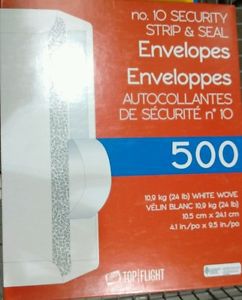 no. 10 SECURITY
STRIP & SEAL
Envelopes
Enveloppes
AUTOCOLLANTES
DE SÉCURITÉ n° 10
500
10,9 kg (24 lb) WHITE WOVE
VÉLIN BLANC 10,9 kg (24 lb)
10.5 cm x 24.1 cm
4.1 in/po x 9.5 in/po
TOP FLIGHT